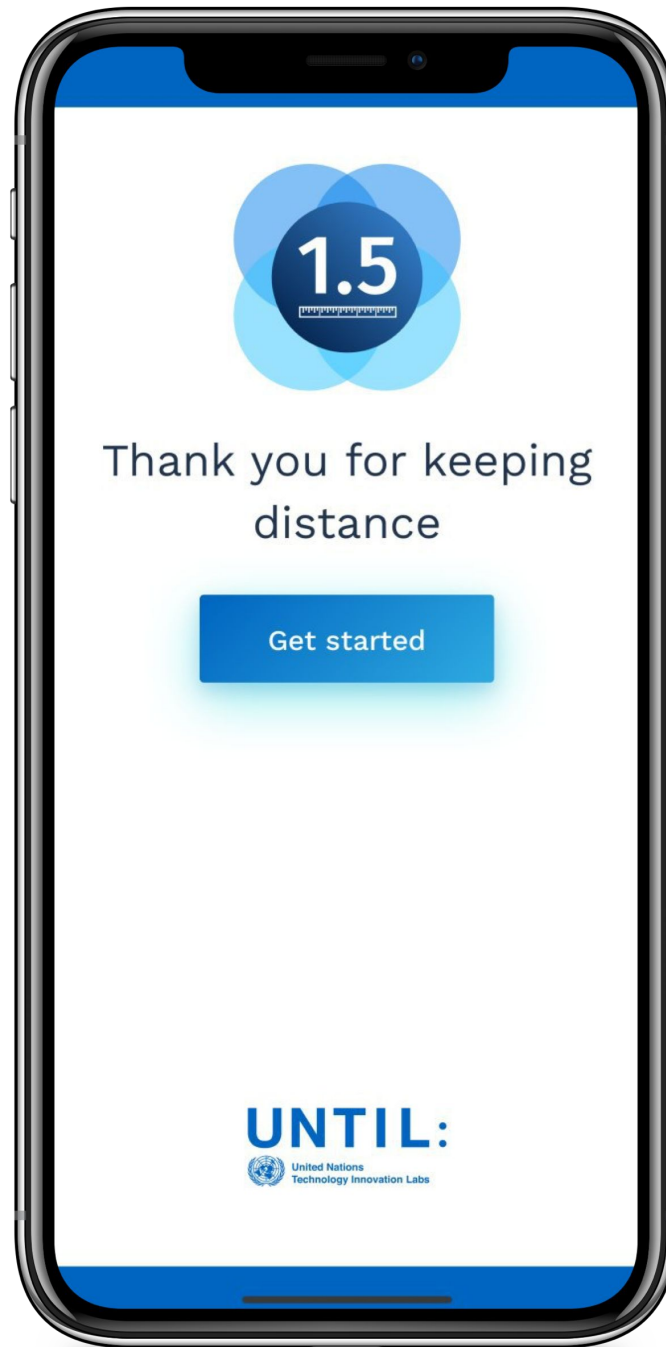 1.5
Thank you for keeping
distance
Get started
UNTIL:
United Nations
Technology Innovation Labs